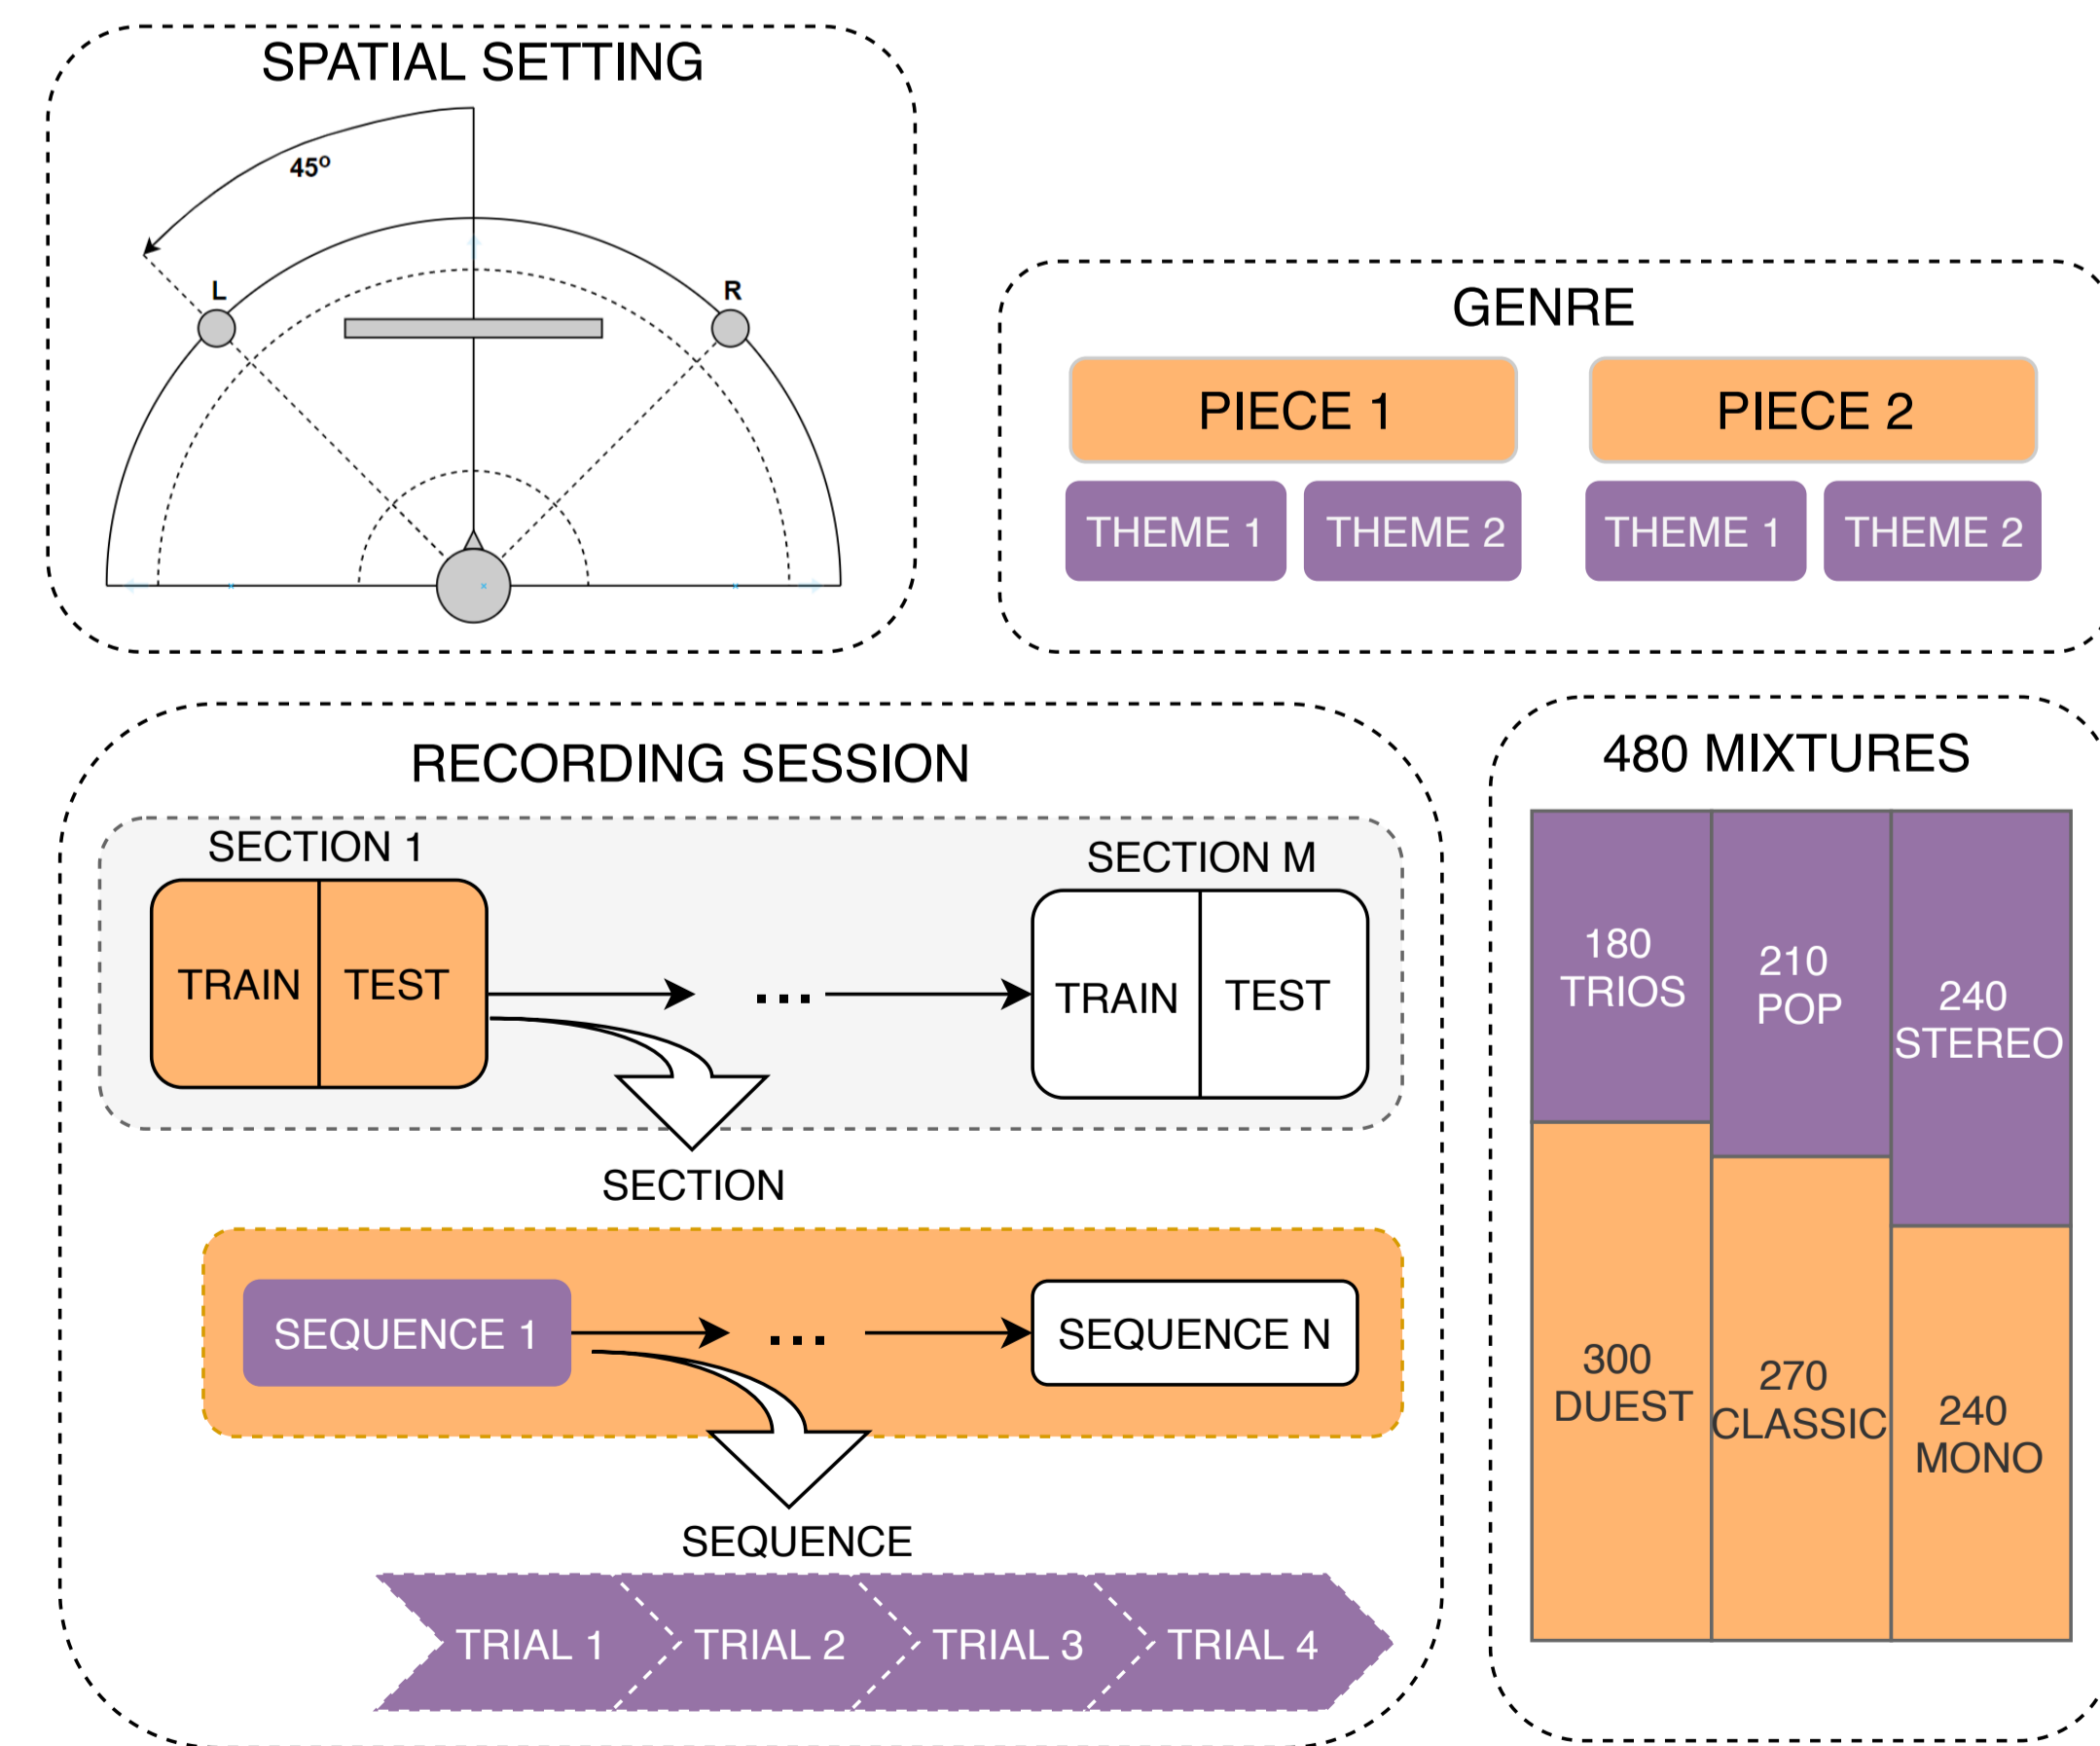 SPATIAL SETTING
45º
L
R
GENRE
PIECE 1
PIECE 2
THEME 1
THEME 2
THEME 1
THEME 2
RECORDING SESSION
SECTION 1
SECTION M
TRAIN
TEST
...
TRAIN
TEST
SECTION
SEQUENCE 1
...
SEQUENCE N
SEQUENCE
TRIAL 1
TRIAL 2
TRIAL 3
TRIAL 4
480 MIXTURES
180
TRIOS
210
POP
240
STEREO
300
DUEST
270
CLASSIC
240
MONO